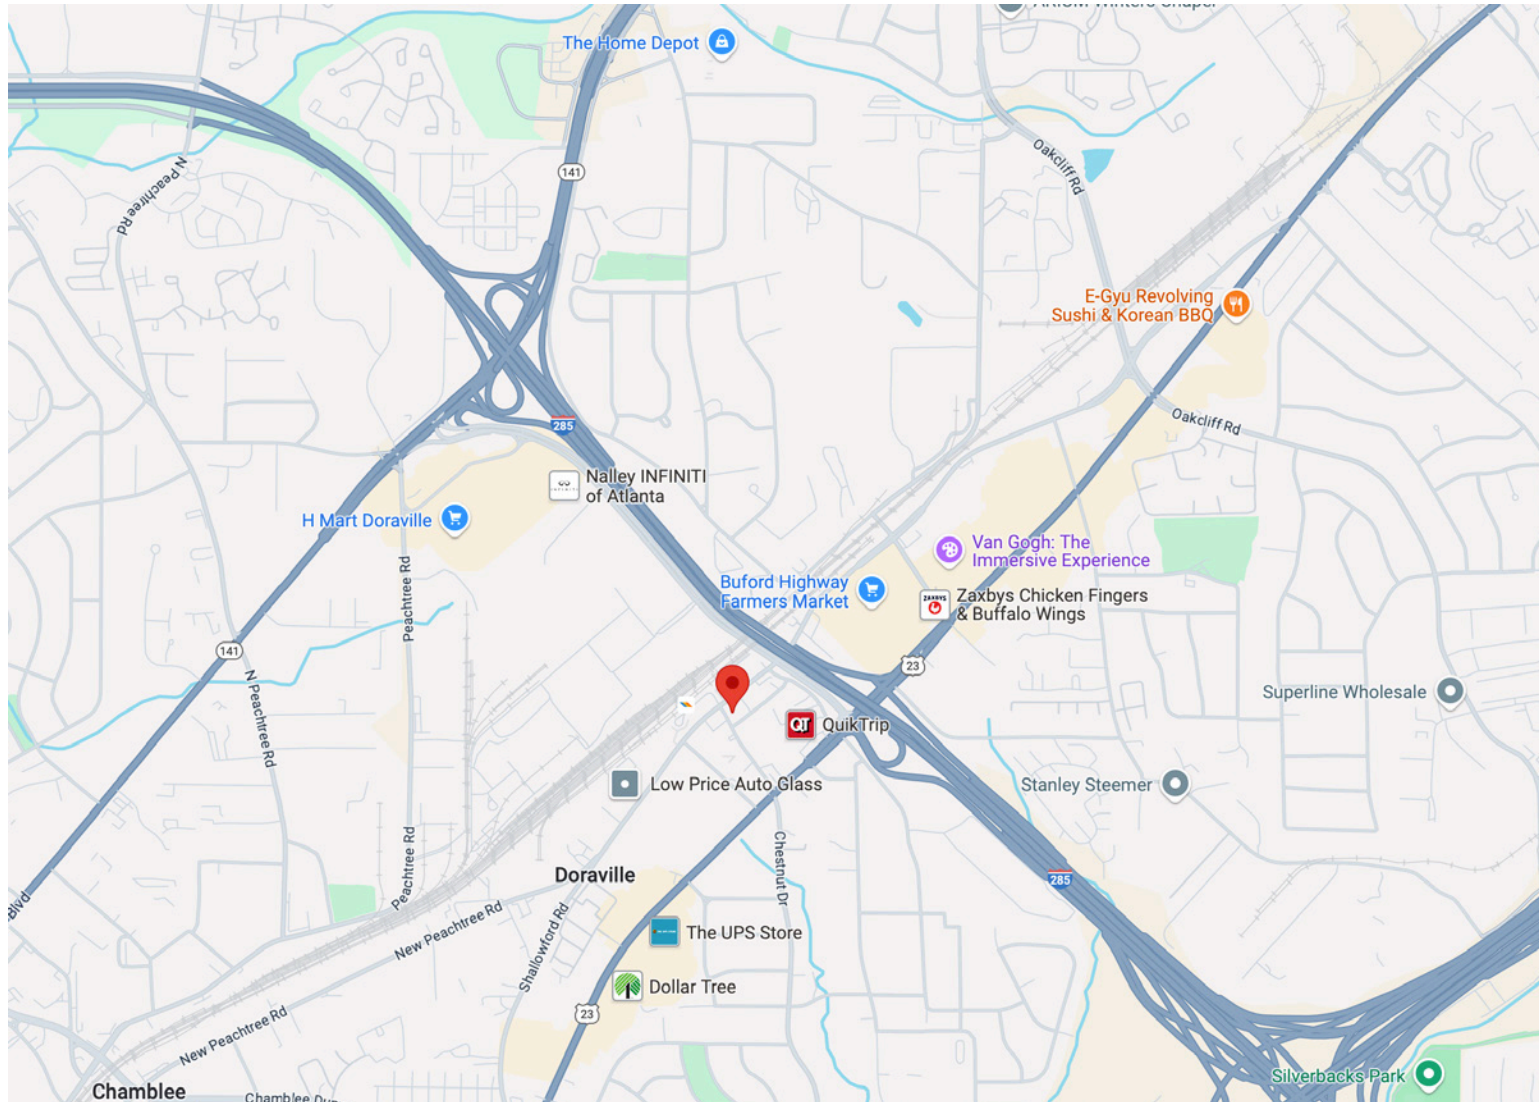 The Home Depot
141
N Peachtree Rd
Oakcliff Rd
E-Gyu Revolving
Sushi & Korean BBQ
285
Oakcliff Rd
Nalley INFINITI
of Atlanta
H Mart Doraville
Van Gogh: The
Immersive Experience
Buford Highway
Farmers Market
ZAXBYS
Zaxbys Chicken Fingers
& Buffalo Wings
Peachtree Rd
141
23
N Peachtree Rd
Superline Wholesale
QT
QuikTrip
Low Price Auto Glass
Stanley Steemer
Peachtree Rd
Chestnut Dr
Doraville
285
Blvd
New Peachtree Rd
Shallowford Rd
The UPS Store
Dollar Tree
23
New Peachtree Rd
Silverbacks Park
Chamblee